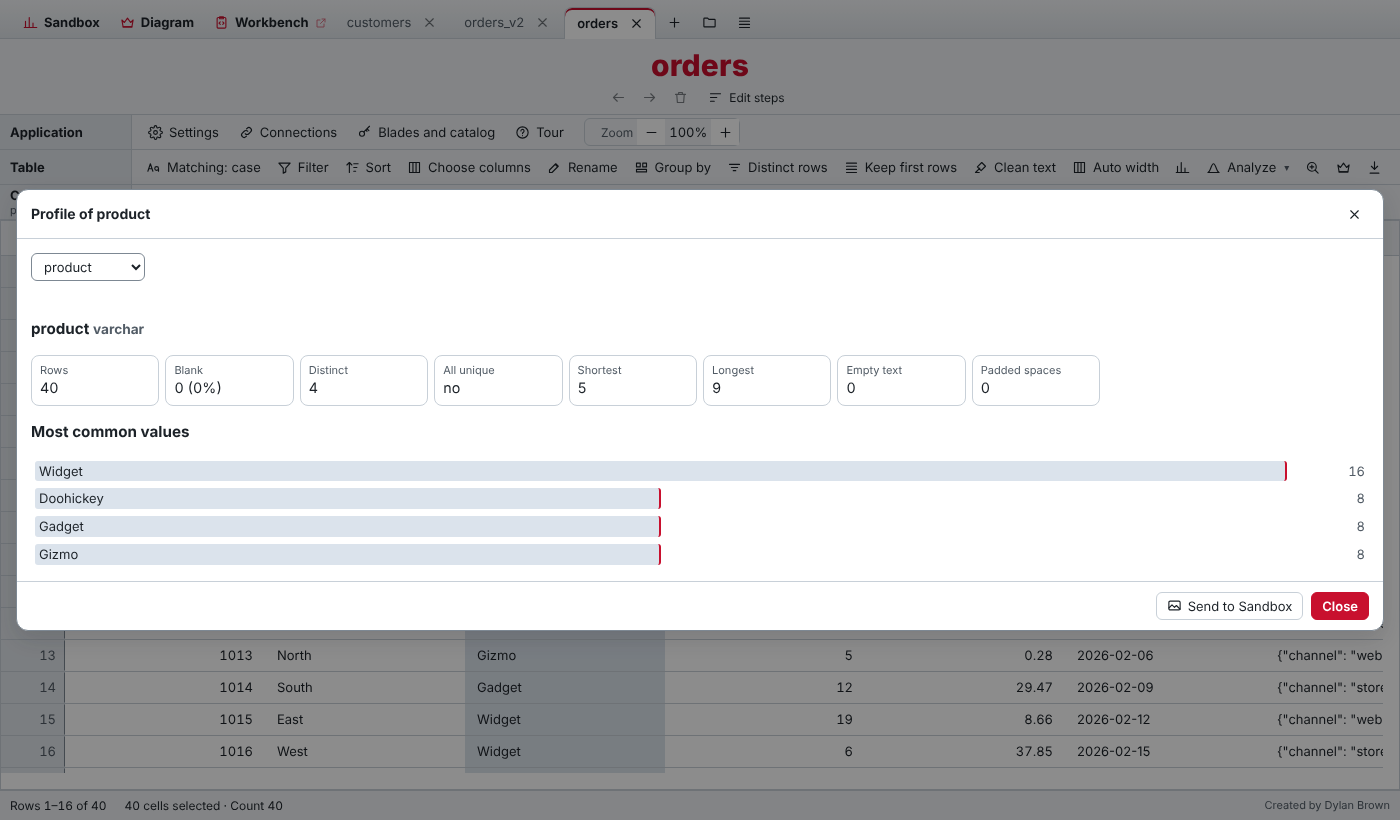 Sandbox Diagram Workbench customers orders_v2 orders
orders
Edit steps
Application Settings Connections Blades and catalog Tour Zoom 100%
Table Aa Matching: case Filter Sort Choose columns Rename Group by Distinct rows Keep first rows Clean text Auto width Analyze
Profile of product
product
product varchar
Rows Blank Distinct All unique Shortest Longest Empty text Padded spaces
40 0 (0%) 4 no 5 9 0 0
Most common values
Widget 16
Doohickey 8
Gadget 8
Gizmo 8
Send to Sandbox Close
13 1013 North Gizmo 5 0.28 2026-02-06 {"channel": "web
14 1014 South Gadget 12 29.47 2026-02-09 {"channel": "store
15 1015 East Widget 19 8.66 2026-02-12 {"channel": "web
16 1016 West Widget 6 37.85 2026-02-15 {"channel": "store
Rows 1–16 of 40 40 cells selected · Count 40 Created by Dylan Brown